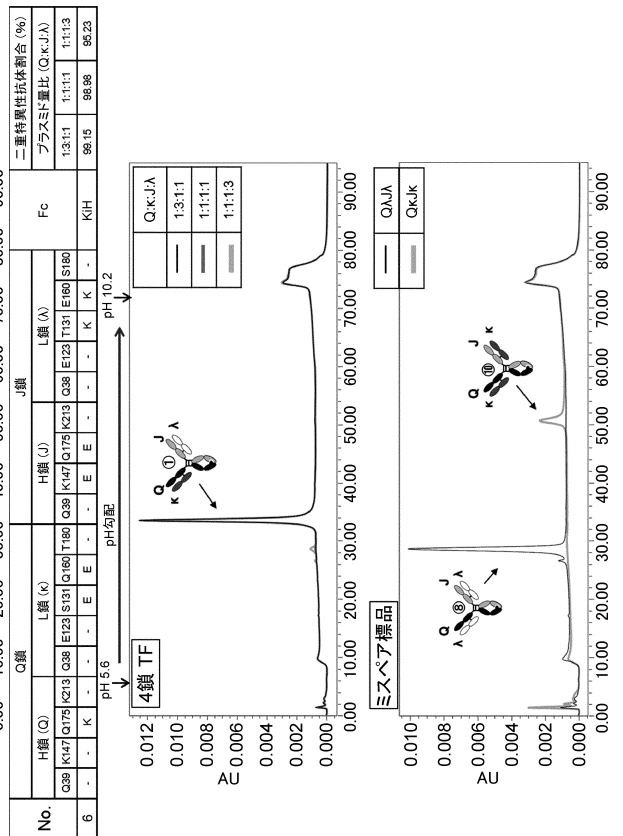 No.
Q鎖
J鎖
Fc
二重特異性抗体割合 (%)
H鎖 (Q)
L鎖 (κ)
H鎖 (J)
L鎖 (λ)
プラスミド量比 (Q:κ:J:λ)
Q39 K147 Q175 K213 Q38 E123 S131 Q160 T180 Q39 K147 Q175 K213 Q38 E123 T131 E160 S180
1:3:1:1 1:1:1:1 1:1:1:3
6 - - K - - - E E - - E E - - - K K - KiH 99.15 98.98 95.23
pH 5.6
pH勾配
pH 10.2
4鎖 TF
Q:κ:J:λ
1:3:1:1
1:1:1:1
1:1:1:3
Q
J
κ
λ
①
AU
0.012
0.010
0.008
0.006
0.004
0.002
0.000
0.00 10.00 20.00 30.00 40.00 50.00 60.00 70.00 80.00 90.00
ミスペア標品
QλJλ
QκJκ
Q
J
λ
λ
⑧
Q
J
κ
κ
⑩
AU
0.010
0.008
0.006
0.004
0.002
0.000
0.00 10.00 20.00 30.00 40.00 50.00 60.00 70.00 80.00 90.00